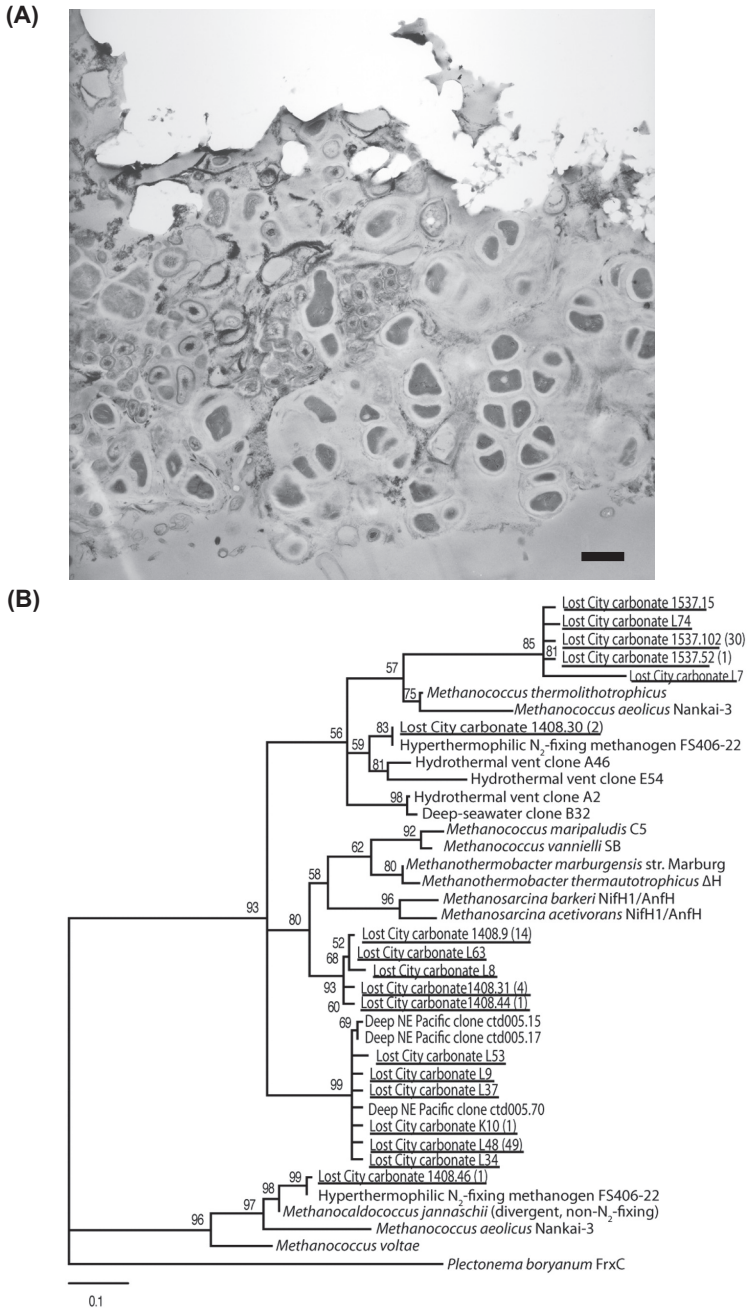 (A)
(B)
Lost City carbonate 1537.15
Lost City carbonate L74
85
Lost City carbonate 1537.102 (30)
81
Lost City carbonate 1537.52 (1)
57
Lost City carbonate L7
75
Methanococcus thermolithotrophicus
Methanococcus aeolicus Nankai-3
83
Lost City carbonate 1408.30 (2)
56
59
Hyperthermophilic N2-fixing methanogen FS406-22
81
Hydrothermal vent clone A46
Hydrothermal vent clone E54
98
Hydrothermal vent clone A2
Deep-seawater clone B32
92
Methanococcus maripaludis C5
62
Methanococcus vannielli SB
80
Methanothermobacter marburgensis str. Marburg
58
Methanothermobacter thermautotrophicus ΔH
96
Methanosarcina barkeri NifH1/AnfH
93
80
Methanosarcina acetivorans NifH1/AnfH
52
Lost City carbonate 1408.9 (14)
68
Lost City carbonate L63
Lost City carbonate L8
93
Lost City carbonate1408.31 (4)
60
Lost City carbonate1408.44 (1)
69
Deep NE Pacific clone ctd005.15
Deep NE Pacific clone ctd005.17
Lost City carbonate L53
99
Lost City carbonate L9
Lost City carbonate L37
Deep NE Pacific clone ctd005.70
Lost City carbonate K10 (1)
Lost City carbonate L48 (49)
Lost City carbonate L34
99
Lost City carbonate 1408.46 (1)
98
Hyperthermophilic N2-fixing methanogen FS406-22
97
Methanocaldococcus jannaschii (divergent, non-N2-fixing)
96
Methanococcus aeolicus Nankai-3
Methanococcus voltae
Plectonema boryanum FrxC
0.1